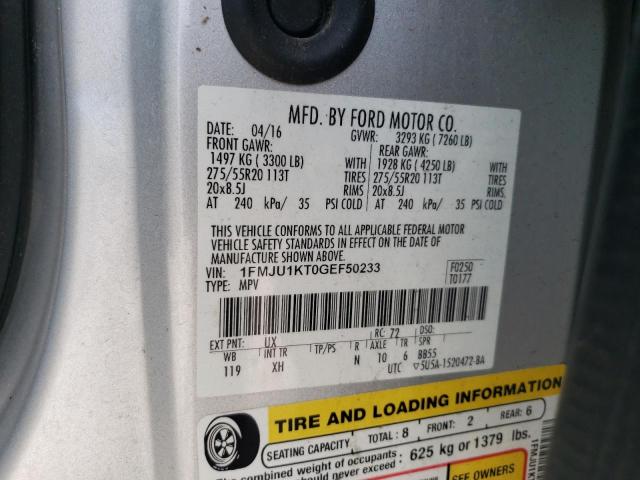 MFD. BY FORD MOTOR CO.
DATE: 04/16 GVWR: 3293 KG ( 7260 LB)
FRONT GAWR: REAR GAWR:
1497 KG ( 3300 LB) WITH 1928 KG ( 4250 LB) WITH
275/55R20 113T TIRES 275/55R20 113T TIRES
20x8.5J RIMS 20x8.5J RIMS
AT 240 kPa/ 35 PSI COLD AT 240 kPa/ 35 PSI COLD
THIS VEHICLE CONFORMS TO ALL APPLICABLE FEDERAL MOTOR
VEHICLE SAFETY STANDARDS IN EFFECT ON THE DATE OF
MANUFACTURE SHOWN ABOVE.
VIN: 1FMJU1KT0GEF50233 F0250
TYPE: MPV T0177
EXT PNT: UX RC: 72 DSO:
WB INT TR TP/PS R AXLE TR SPR
119 XH N 10 6 BB55
UTC ▽5U5A-1520472-BA
TIRE AND LOADING INFORMATION
SEATING CAPACITY TOTAL: 8 FRONT: 2 REAR: 6
The combined weight of occupants 625 kg or 1379 lbs.
should never exceed:
SEE OWNERS